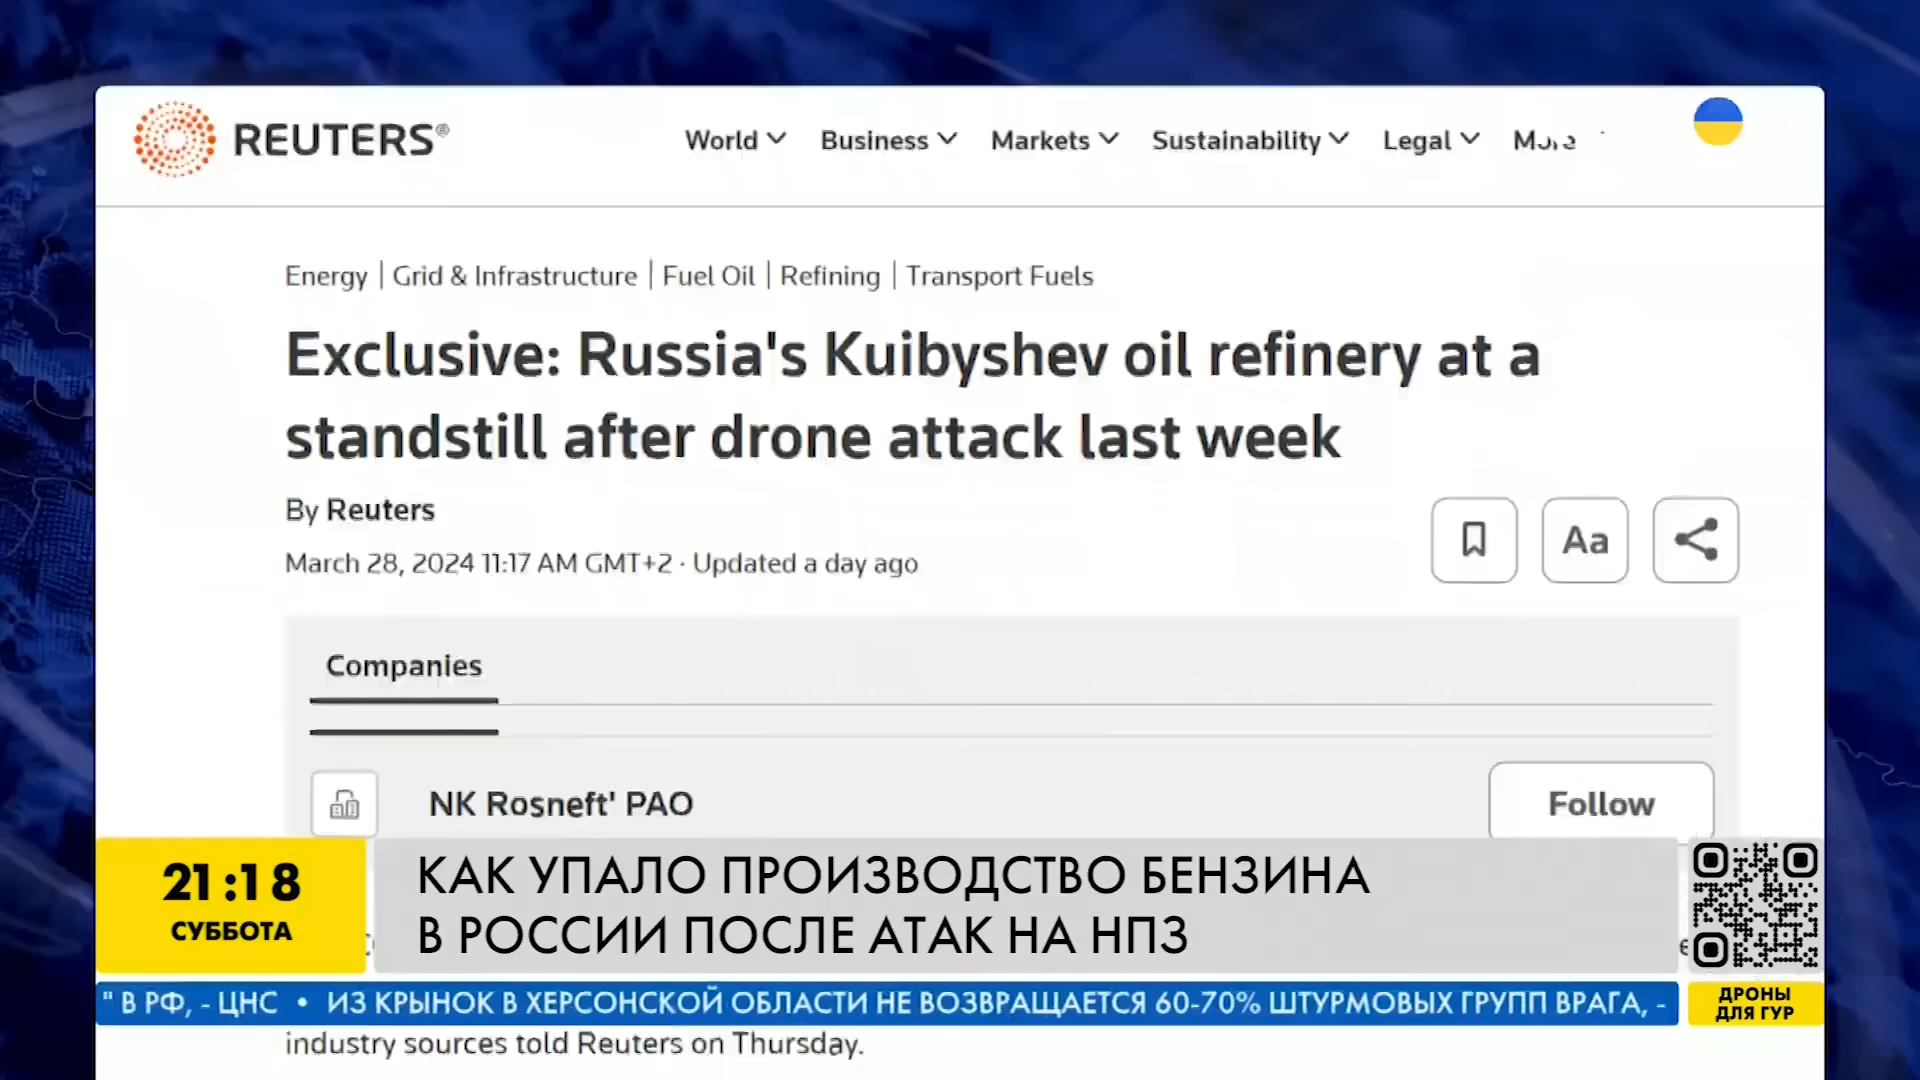 REUTERS®
World Business Markets Sustainability Legal
Energy | Grid & Infrastructure | Fuel Oil | Refining | Transport Fuels
Exclusive: Russia's Kuibyshev oil refinery at a
standstill after drone attack last week
By Reuters
March 28, 2024 11:17 AM GMT+2 · Updated a day ago
Aa
Companies
NK Rosneft' PAO
Follow
21:18
СУББОТА
КАК УПАЛО ПРОИЗВОДСТВО БЕНЗИНА
В РОССИИ ПОСЛЕ АТАК НА НПЗ
" В РФ, - ЦНС • ИЗ КРЫНОК В ХЕРСОНСКОЙ ОБЛАСТИ НЕ ВОЗВРАЩАЕТСЯ 60-70% ШТУРМОВЫХ ГРУПП ВРАГА, -
ДРОНЫ
ДЛЯ ГУР
industry sources told Reuters on Thursday.